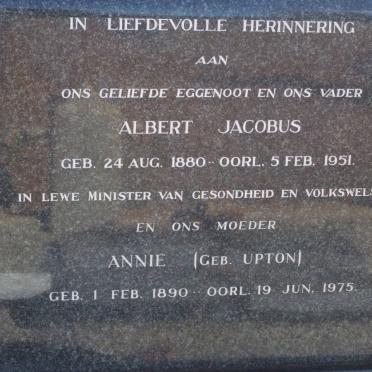 IN LIEFDEVOLLE HERINNERING
AAN
ONS GELIEFDE EGGENOOT EN ONS VADER
ALBERT JACOBUS
GEB. 24 AUG. 1880 ·· OORL. 5 FEB. 1951.
IN LEWE MINISTER VAN GESONDHEID EN VOLKSWEL
EN ONS MOEDER
ANNIE (GEB. UPTON)
GEB. 1 FEB. 1890 ·· OORL. 19 JUN. 1975.